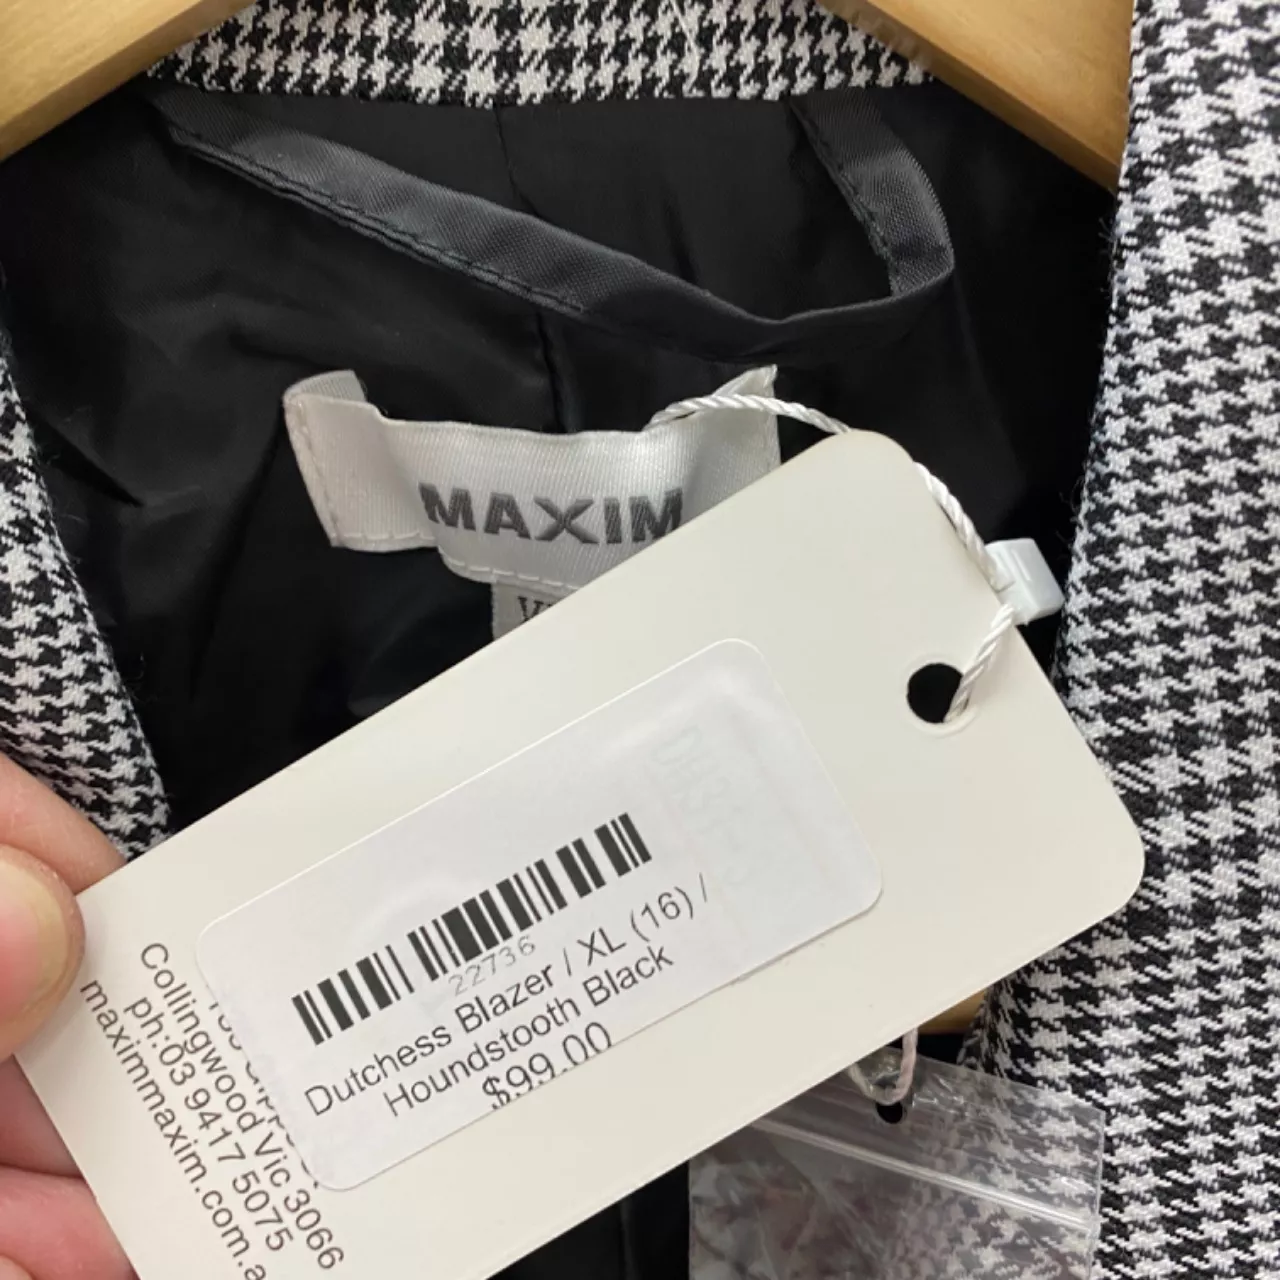 MAXIM
22736
Dutchess Blazer / XL (16) /
Houndstooth Black
$99.00
Collingwood Vic 3066
ph:03 9417 5075
maximmaxim.com.a